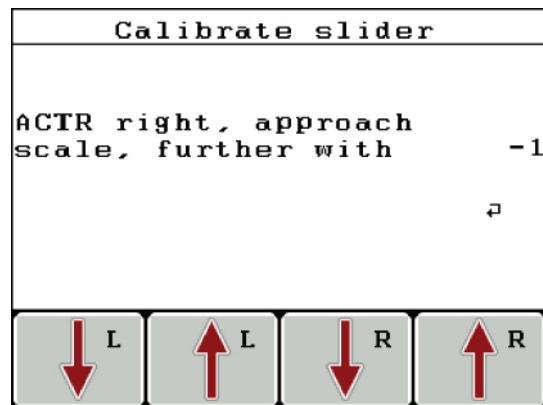 Calibrate slider
ACTR right, approach
scale, further with -1
↵
L L R R